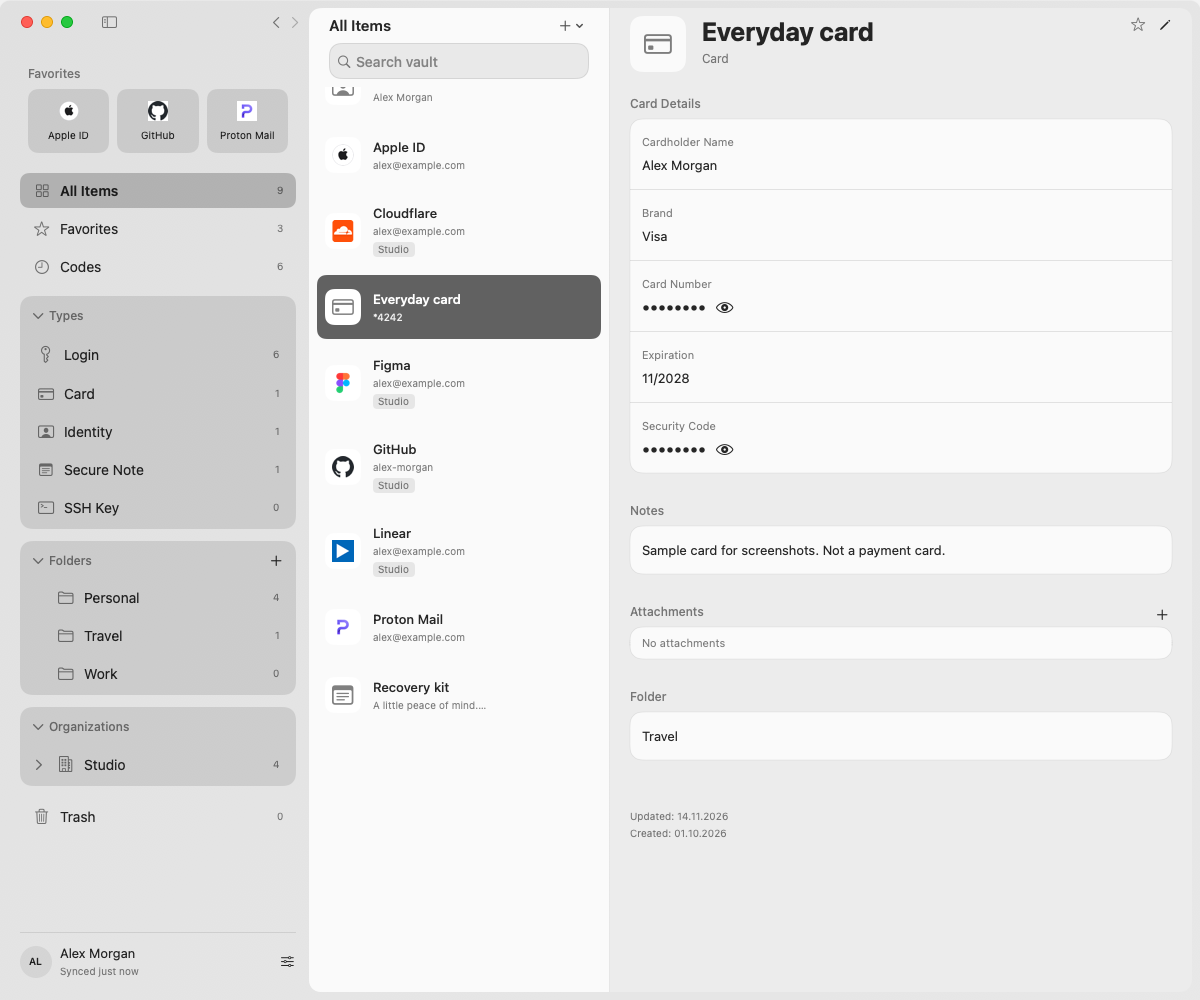 Favorites
Apple ID
GitHub
Proton Mail
All Items 9
Favorites 3
Codes 6
Types
Login 6
Card 1
Identity 1
Secure Note 1
SSH Key 0
Folders
Personal 4
Travel 1
Work 0
Organizations
Studio 4
Trash 0
AL
Alex Morgan
Synced just now
All Items
Search vault
Alex Morgan
Apple ID
alex@example.com
Cloudflare
alex@example.com
Studio
Everyday card
*4242
Figma
alex@example.com
Studio
GitHub
alex-morgan
Studio
Linear
alex@example.com
Studio
Proton Mail
alex@example.com
Recovery kit
A little peace of mind....
Everyday card
Card
Card Details
Cardholder Name
Alex Morgan
Brand
Visa
Card Number
••••••••
Expiration
11/2028
Security Code
••••••••
Notes
Sample card for screenshots. Not a payment card.
Attachments
No attachments
Folder
Travel
Updated: 14.11.2026
Created: 01.10.2026